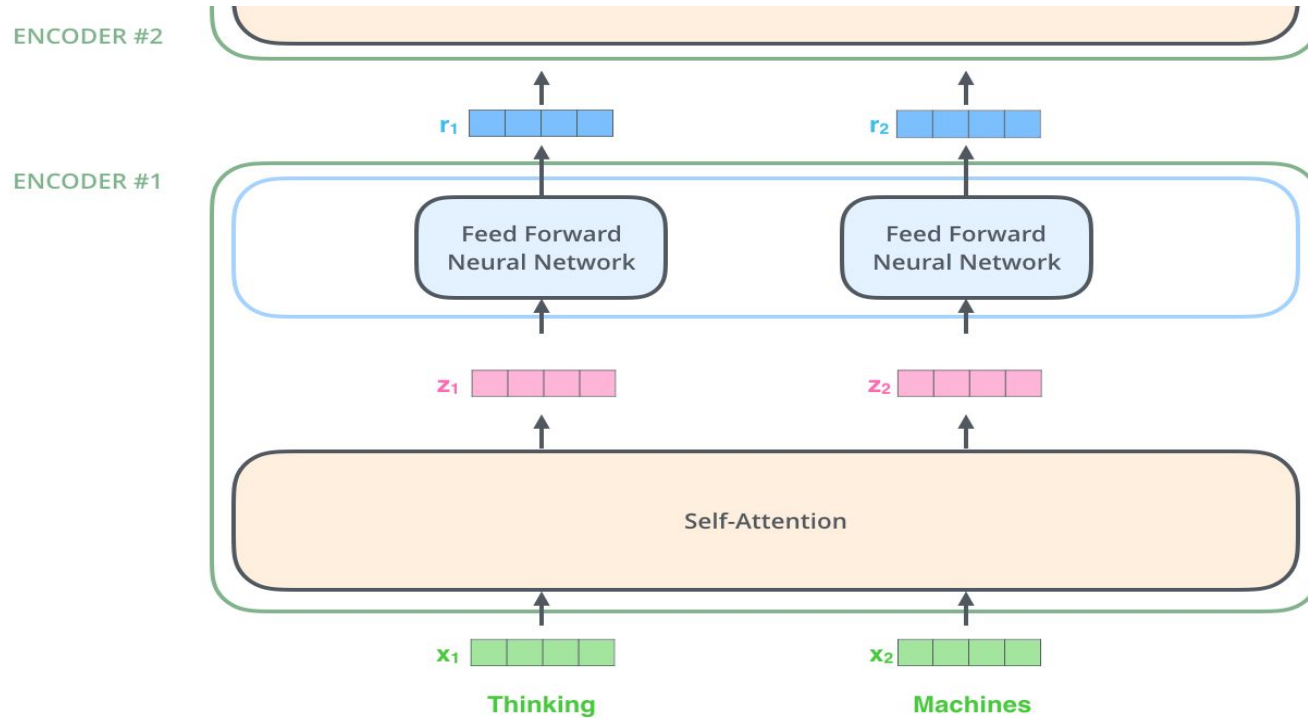 ENCODER #2
r₁
r₂
ENCODER #1
Feed Forward
Neural Network
Feed Forward
Neural Network
z₁
z₂
Self-Attention
x₁
x₂
Thinking
Machines